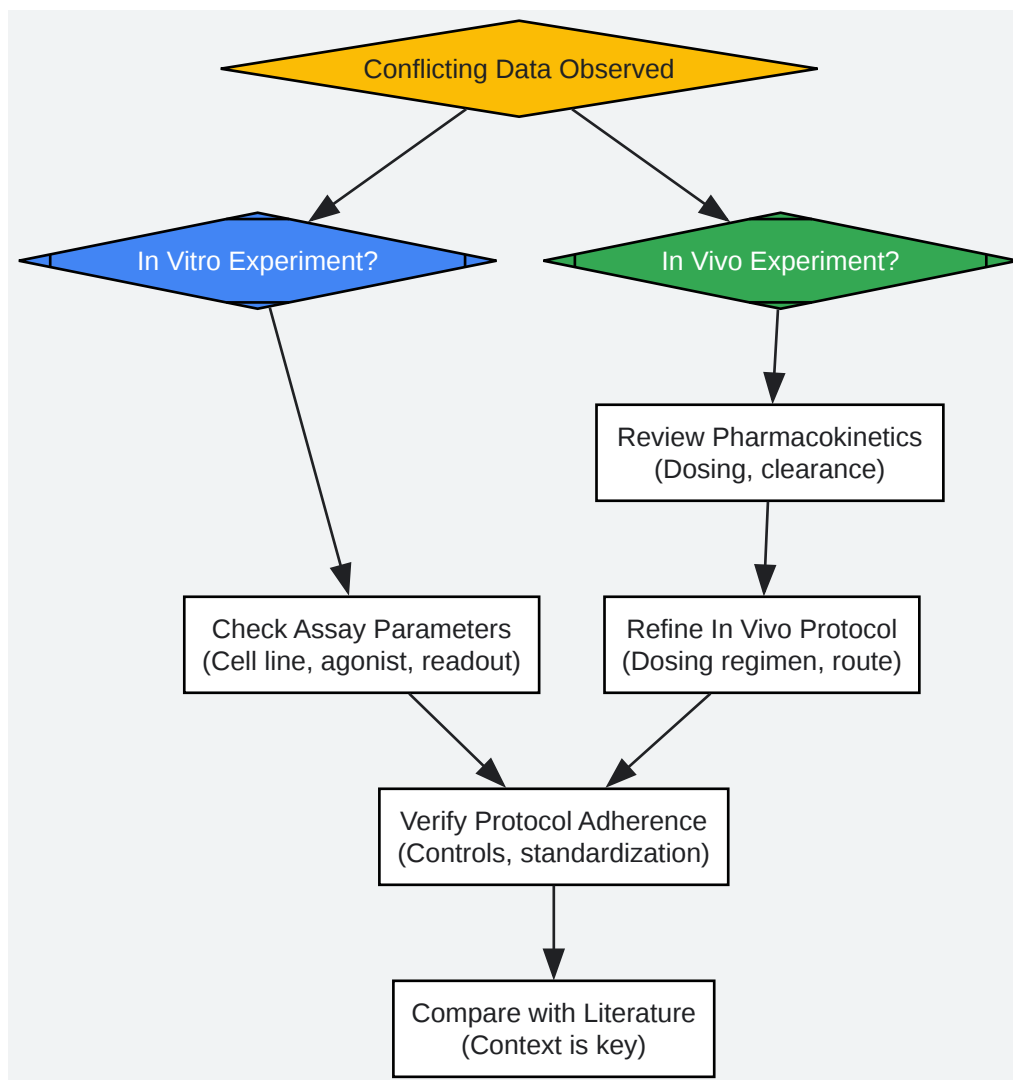 Conflicting Data Observed
In Vitro Experiment?
In Vivo Experiment?
Review Pharmacokinetics
(Dosing, clearance)
Check Assay Parameters
(Cell line, agonist, readout)
Refine In Vivo Protocol
(Dosing regimen, route)
Verify Protocol Adherence
(Controls, standardization)
Compare with Literature
(Context is key)